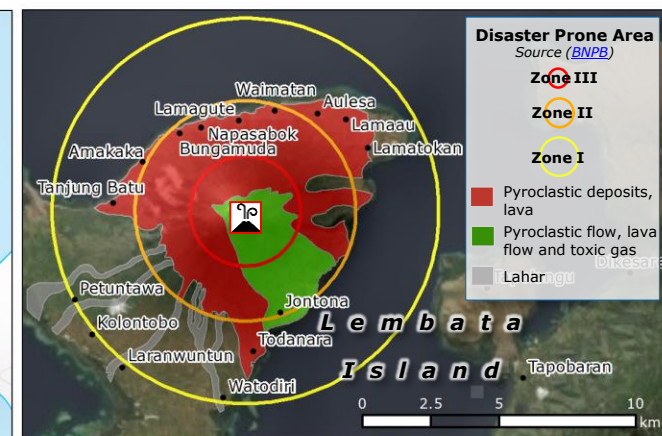 Disaster Prone Area
Source (BNPB)
Zone III
Zone II
Zone I
Pyroclastic deposits,
lava
Pyroclastic flow, lava
flow and toxic gas
Lahar
Waimatan
Aulesa
Lamagute
Lamaau
Napasabok
Bungamuda
Lamatokan
Amakaka
Tanjung Batu
Petuntawa
Jontona
Kolontobo
Lembata
Todanara
Laranwuntun
Island
Tapobaran
Watodiri
0 2.5 5 10
km